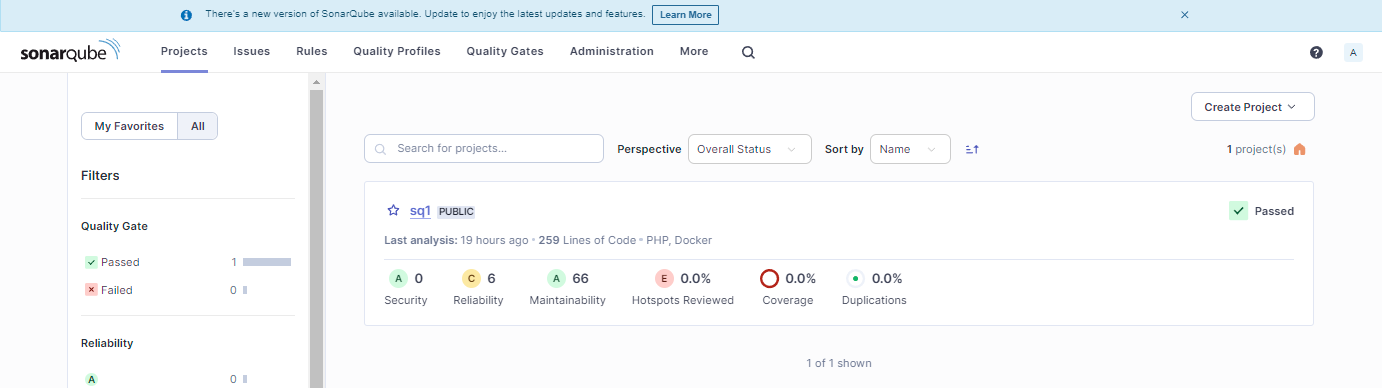 There's a new version of SonarQube available. Update to enjoy the latest updates and features. Learn More
sonarqube Projects Issues Rules Quality Profiles Quality Gates Administration More A
Create Project
My Favorites All
Search for projects... Perspective Overall Status Sort by Name 1 project(s)
Filters
sq1 PUBLIC Passed
Quality Gate
Last analysis: 19 hours ago • 259 Lines of Code • PHP, Docker
Passed 1
A 0 C 6 A 66 E 0.0% 0.0% 0.0%
Failed 0
Security Reliability Maintainability Hotspots Reviewed Coverage Duplications
Reliability
1 of 1 shown
A 0